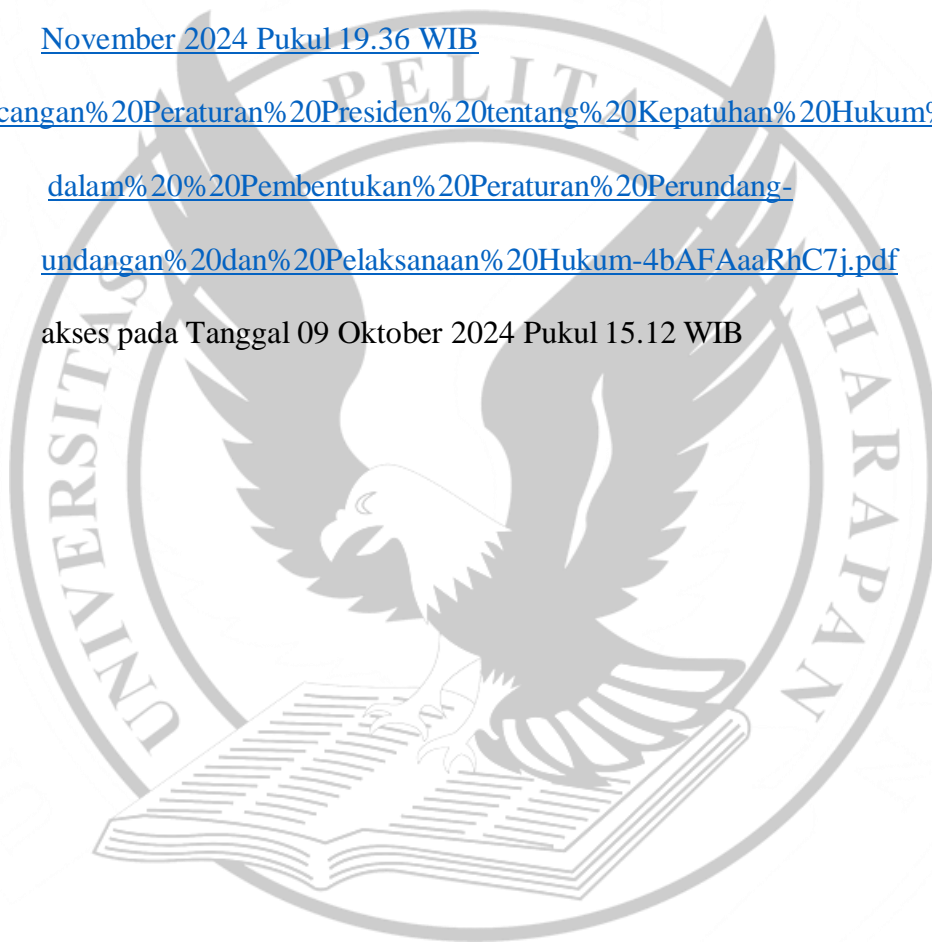 November 2024 Pukul 19.36 WIB
cangan%20Peraturan%20Presiden%20tentang%20Kepatuhan%20Hukum%
dalam%20%20Pembentukan%20Peraturan%20Perundang-
undangan%20dan%20Pelaksanaan%20Hukum-4bAFAaaRhC7j.pdf
akses pada Tanggal 09 Oktober 2024 Pukul 15.12 WIB
UNIVERSITAS PELITA HARAPAN